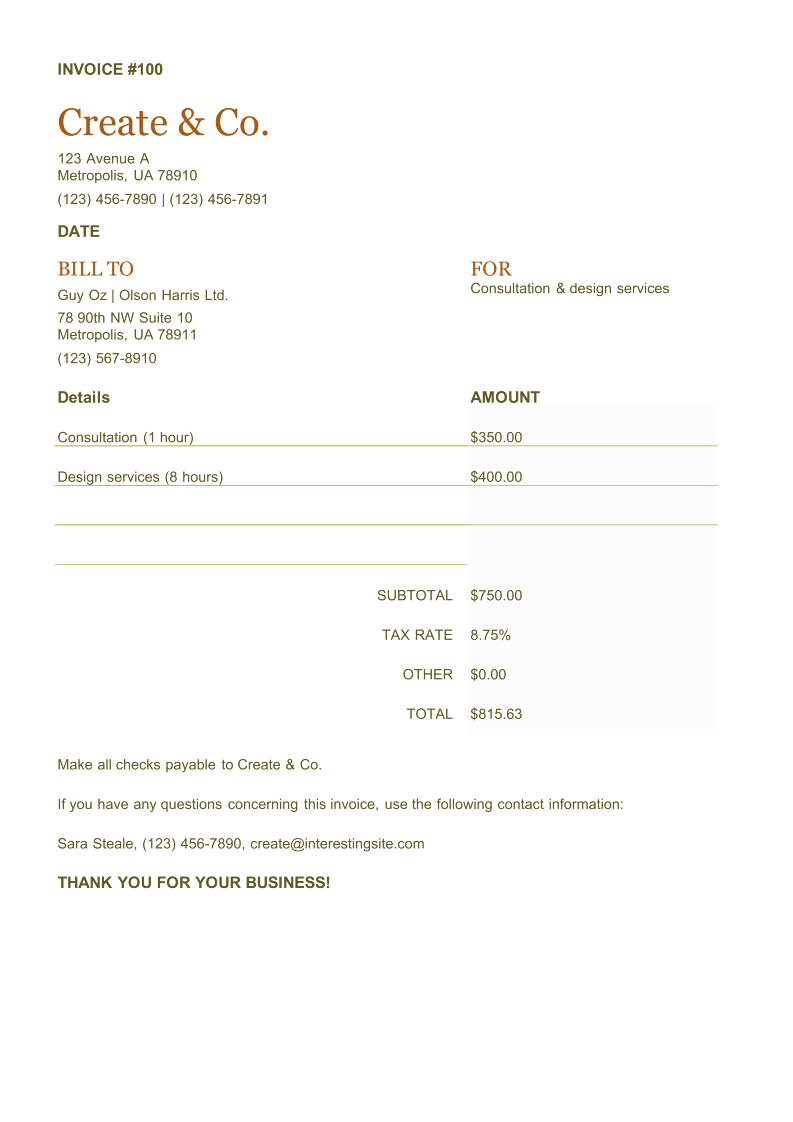 INVOICE #100
Create & Co.
123 Avenue A
Metropolis, UA 78910
(123) 456-7890 | (123) 456-7891
DATE
BILL TO
Guy Oz | Olson Harris Ltd.
78 90th NW Suite 10
Metropolis, UA 78911
(123) 567-8910
FOR
Consultation & design services
Details AMOUNT
Consultation (1 hour) $350.00
Design services (8 hours) $400.00
SUBTOTAL $750.00
TAX RATE 8.75%
OTHER $0.00
TOTAL $815.63
Make all checks payable to Create & Co.
If you have any questions concerning this invoice, use the following contact information:
Sara Steale, (123) 456-7890, create@interestingsite.com
THANK YOU FOR YOUR BUSINESS!